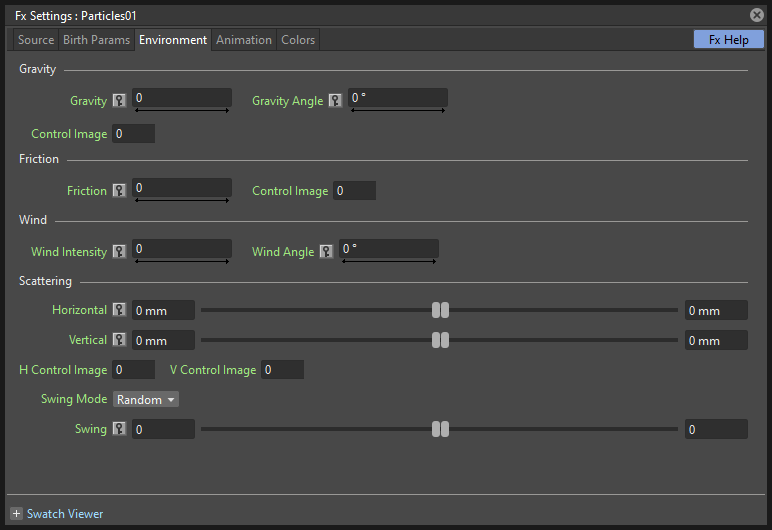 Fx Settings : Particles01
Source Birth Params Environment Animation Colors Fx Help
Gravity
Gravity 0 Gravity Angle 0 °
Control Image 0
Friction
Friction 0 Control Image 0
Wind
Wind Intensity 0 Wind Angle 0 °
Scattering
Horizontal 0 mm 0 mm
Vertical 0 mm 0 mm
H Control Image 0 V Control Image 0
Swing Mode Random
Swing 0 0
Swatch Viewer